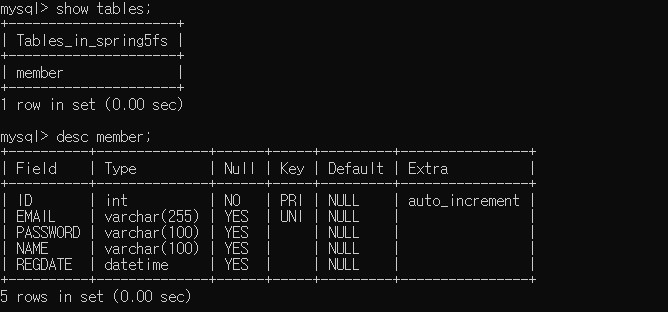 mysql> show tables;
+--------------------+
| Tables_in_spring5fs |
+--------------------+
| member              |
+--------------------+
1 row in set (0.00 sec)
mysql> desc member;
+----------+--------------+------+-----+---------+----------------+
| Field    | Type         | Null | Key | Default | Extra          |
+----------+--------------+------+-----+---------+----------------+
| ID       | int          | NO   | PRI | NULL    | auto_increment |
| EMAIL    | varchar(255) | YES  | UNI | NULL    |                |
| PASSWORD | varchar(100) | YES  |     | NULL    |                |
| NAME     | varchar(100) | YES  |     | NULL    |                |
| REGDATE  | datetime     | YES  |     | NULL    |                |
+----------+--------------+------+-----+---------+----------------+
5 rows in set (0.00 sec)